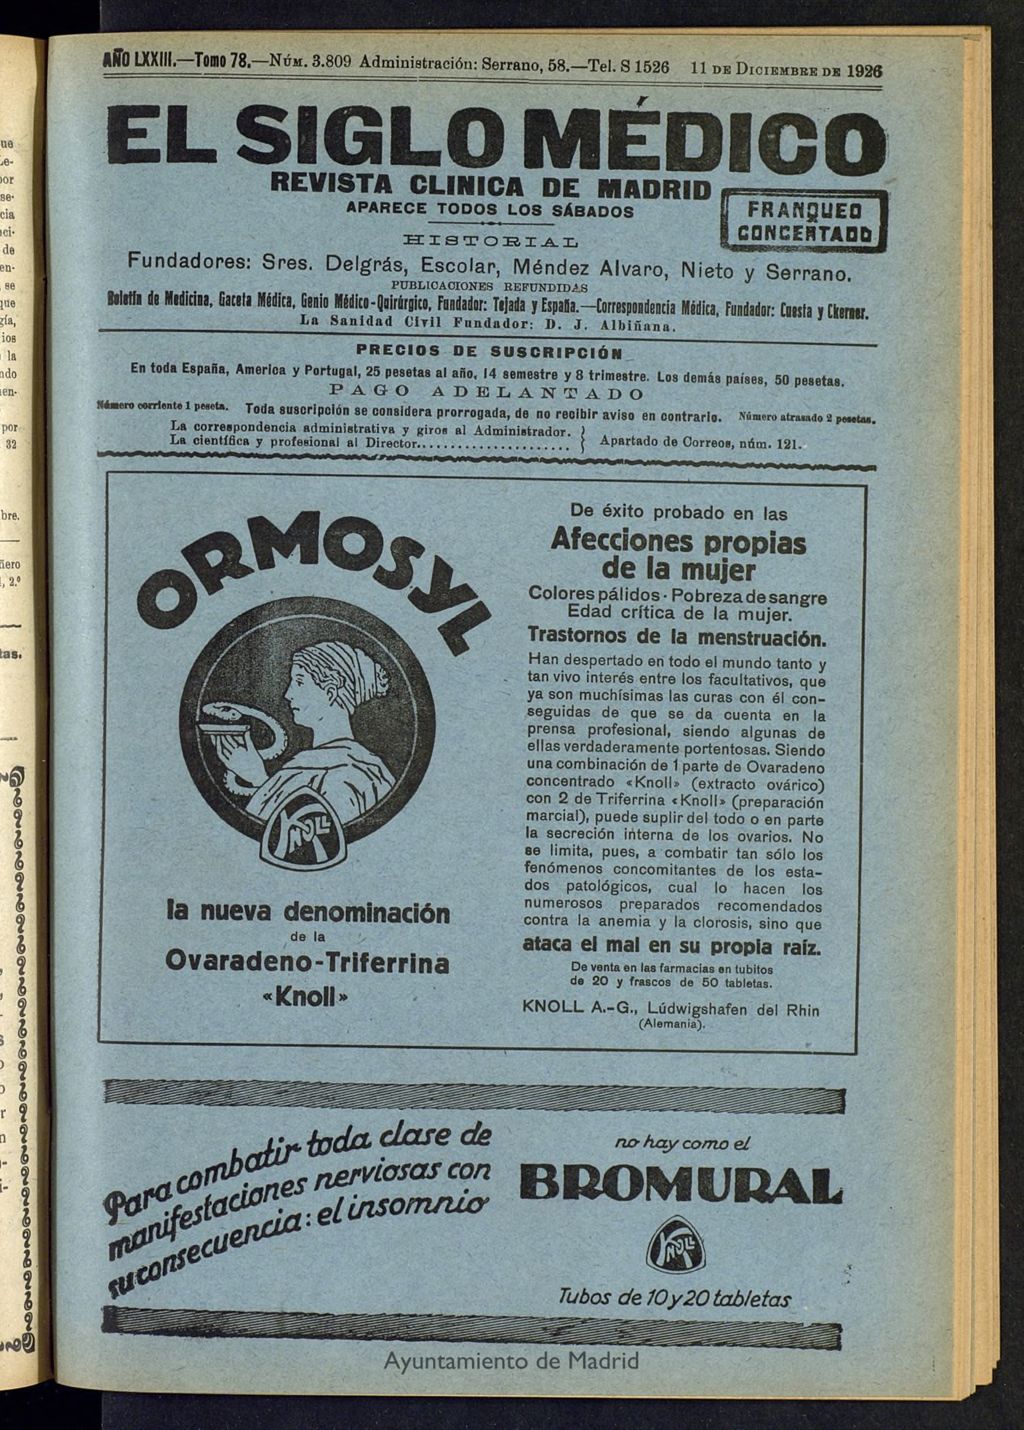 AÑO LXXIII.—Tomo 78.—NÚM. 3.809 Administración: Serrano, 58.—Tel. S 1526 11 DE DICIEMBRE DE 1926
EL SIGLO MÉDICO
REVISTA CLINICA DE MADRID
APARECE TODOS LOS SÁBADOS
FRANQUEO
CONCERTADO
HISTORIAL
Fundadores: Sres. Delgrás, Escolar, Méndez Alvaro, Nieto y Serrano.
PUBLICACIONES REFUNDIDAS
Boletín de Medicina, Gaceta Médica, Genio Médico-Quirúrgico, Fundador: Tejada y España.—Correspondencia Médica, Fundador: Cuesta y Ckerner.
La Sanidad Civil Fundador: D. J. Albiñana.
PRECIOS DE SUSCRIPCIÓN
En toda España, America y Portugal, 25 pesetas al año, 14 semestre y 8 trimestre. Los demás países, 50 pesetas.
PAGO ADELANTADO
Número corriente 1 peseta. Toda suscripción se considera prorrogada, de no recibir aviso en contrario. Número atrasado 2 pesetas.
La correspondencia administrativa y giros al Administrador.
La científica y profesional al Director..................... } Apartado de Correos, núm. 121.
ORMOSYL
KNOLL
la nueva denominación
de la
Ovaradeno-Triferrina
«Knoll»
De éxito probado en las
Afecciones propias
de la mujer
Colores pálidos · Pobreza de sangre
Edad crítica de la mujer.
Trastornos de la menstruación.
Han despertado en todo el mundo tanto y
tan vivo interés entre los facultativos, que
ya son muchísimas las curas con él con-
seguidas de que se da cuenta en la
prensa profesional, siendo algunas de
ellas verdaderamente portentosas. Siendo
una combinación de 1 parte de Ovaradeno
concentrado «Knoll» (extracto ovárico)
con 2 de Triferrina «Knoll» (preparación
marcial), puede suplir del todo o en parte
la secreción interna de los ovarios. No
se limita, pues, a combatir tan sólo los
fenómenos concomitantes de los esta-
dos patológicos, cual lo hacen los
numerosos preparados recomendados
contra la anemia y la clorosis, sino que
ataca el mal en su propia raíz.
De venta en las farmacias en tubitos
de 20 y frascos de 50 tabletas.
KNOLL A.-G., Lúdwigshafen del Rhin
(Alemania).
Para combatir toda clase de
manifestaciones nerviosas con
su consecuencia: el insomnio
no hay como el
BROMURAL
KNOLL
Tubos de 10 y 20 tabletas
Ayuntamiento de Madrid